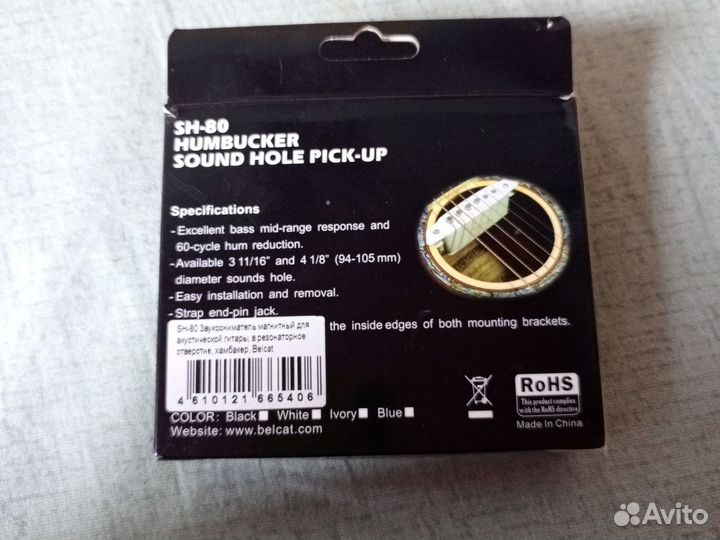 SH-80
HUMBUCKER
SOUND HOLE PICK-UP
Specifications
-Excellent bass mid-range response and
60-cycle hum reduction.
-Available 3 11/16" and 4 1/8" (94-105 mm)
diameter sounds hole.
-Easy installation and removal.
-Strap end-pin jack.
the inside edges of both mounting brackets.
SH-80 Звукосниматель магнитный для
акустической гитары, в резонаторное
отверстие, хамбакер, Belcat
4 610121 665406
COLOR: Black White Ivory Blue
Website: www.belcat.com
RoHS
This product complies
with the RoHS directive
Made In China
Avito